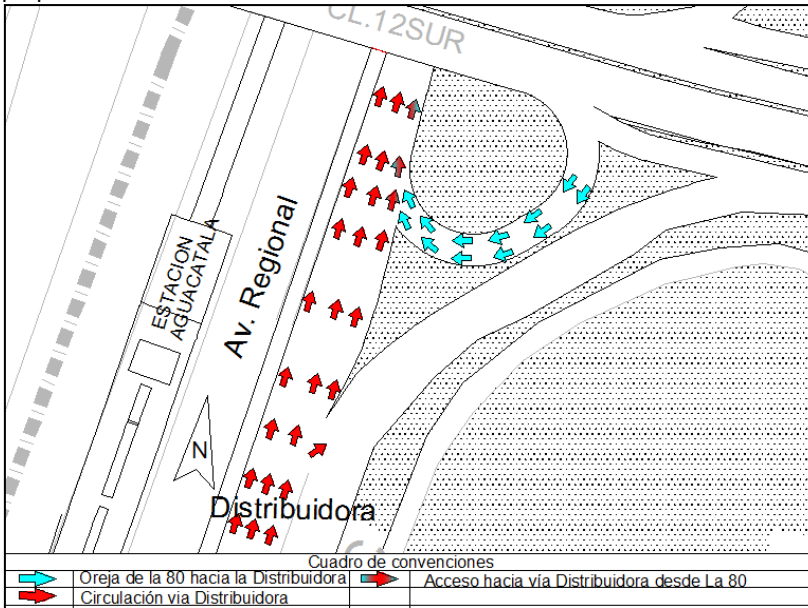 CL.12SUR
ESTACION
AGUACATALA
Av. Regional
N
Distribuidora
Cuadro de convenciones
Oreja de la 80 hacia la Distribuidora
Acceso hacia vía Distribuidora desde La 80
Circulación via Distribuidora